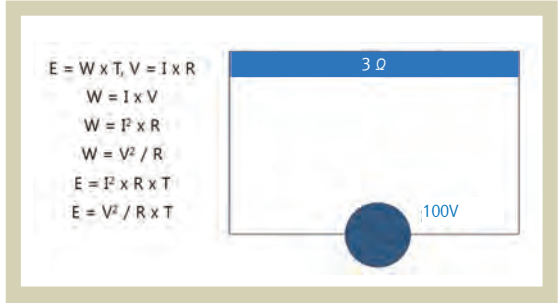 E = W x T, V = I x R
W = I x V
W = I² x R
W = V² / R
E = I² x R x T
E = V² / R x T
3 Ω
100V